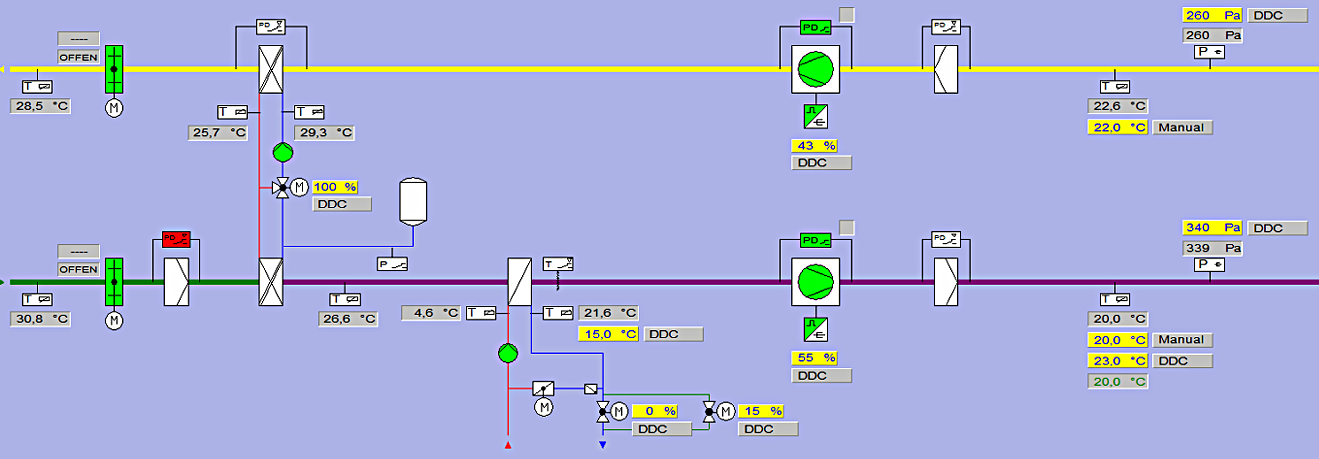 260 Pa DDC
---- PD PD PD 260 Pa
OFFEN P
T T
M
28,5 °C 22,6 °C
T T 22,0 °C Manual
25,7 °C 29,3 °C
43 %
DDC
M 100 %
DDC
340 Pa DDC
---- PD PD PD 339 Pa
OFFEN P T P
T T T
M
30,8 °C 26,6 °C 4,6 °C T T 21,6 °C 20,0 °C
15,0 °C DDC 20,0 °C Manual
55 % 23,0 °C DDC
DDC 20,0 °C
M M 0 % M 15 %
DDC DDC